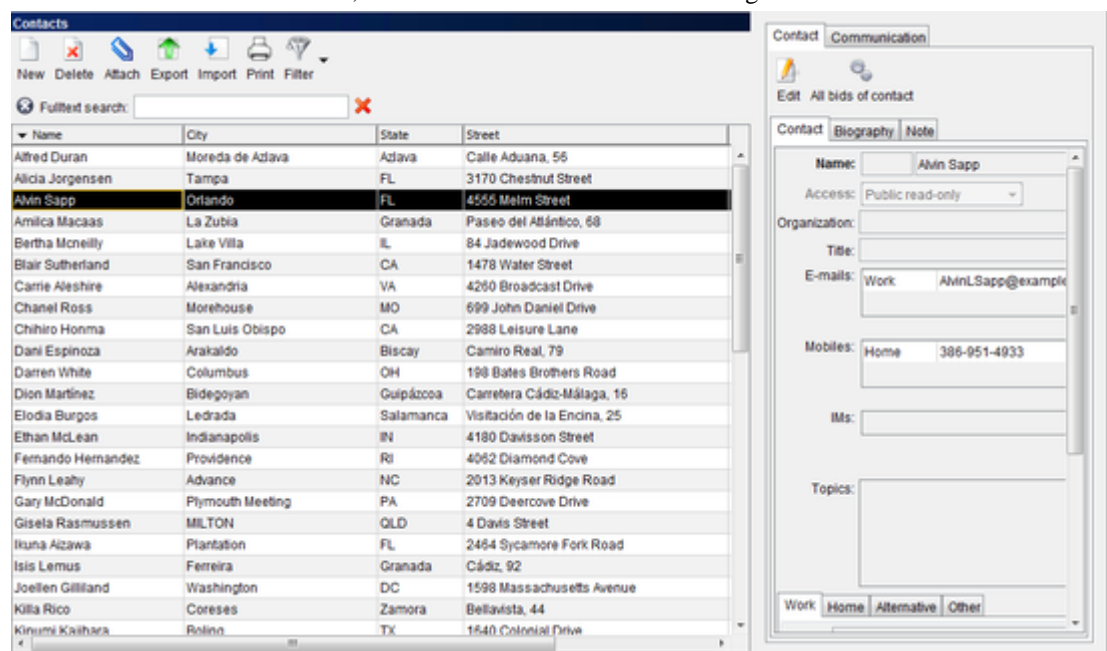 Contacts
New Delete Attach Export Import Print Filter
Fulltext search:
Name City State Street
Alfred Duran Moreda de Azlava Azlava Calle Aduana, 56
Alicia Jorgensen Tampa FL 3170 Chestnut Street
Alvin Sapp Orlando FL 4555 Melm Street
Amilca Macaas La Zubia Granada Paseo del Atlántico, 68
Bertha Mcneilly Lake Villa IL 84 Jadewood Drive
Blair Sutherland San Francisco CA 1478 Water Street
Carrie Aleshire Alexandria VA 4260 Broadcast Drive
Chanel Ross Morehouse MO 699 John Daniel Drive
Chihiro Honma San Luis Obispo CA 2988 Leisure Lane
Dani Espinoza Arakaldo Biscay Camiro Real, 79
Darren White Columbus OH 198 Bates Brothers Road
Dion Martínez Bidegoyan Guipázcoa Carretera Cádiz-Málaga, 16
Elodia Burgos Ledrada Salamanca Visitación de la Encina, 25
Ethan McLean Indianapolis IN 4180 Davisson Street
Fernando Hernandez Providence RI 4062 Diamond Cove
Flynn Leahy Advance NC 2013 Keyser Ridge Road
Gary McDonald Plymouth Meeting PA 2709 Deercove Drive
Gisela Rasmussen MILTON QLD 4 Davis Street
Ikuna Aizawa Plantation FL 2464 Sycamore Fork Road
Isis Lemus Ferreira Granada Cádiz, 92
Joellen Gilliland Washington DC 1598 Massachusetts Avenue
Killa Rico Coreses Zamora Bellavista, 44
Kinumi Kajihara Boling TX 1640 Colonial Drive
Contact Communication
Edit All bids of contact
Contact Biography Note
Name: Alvin Sapp
Access: Public read-only
Organization:
Title:
E-mails: Work AlvinLSapp@example
Mobiles: Home 386-951-4933
IMs:
Topics:
Work Home Alternative Other